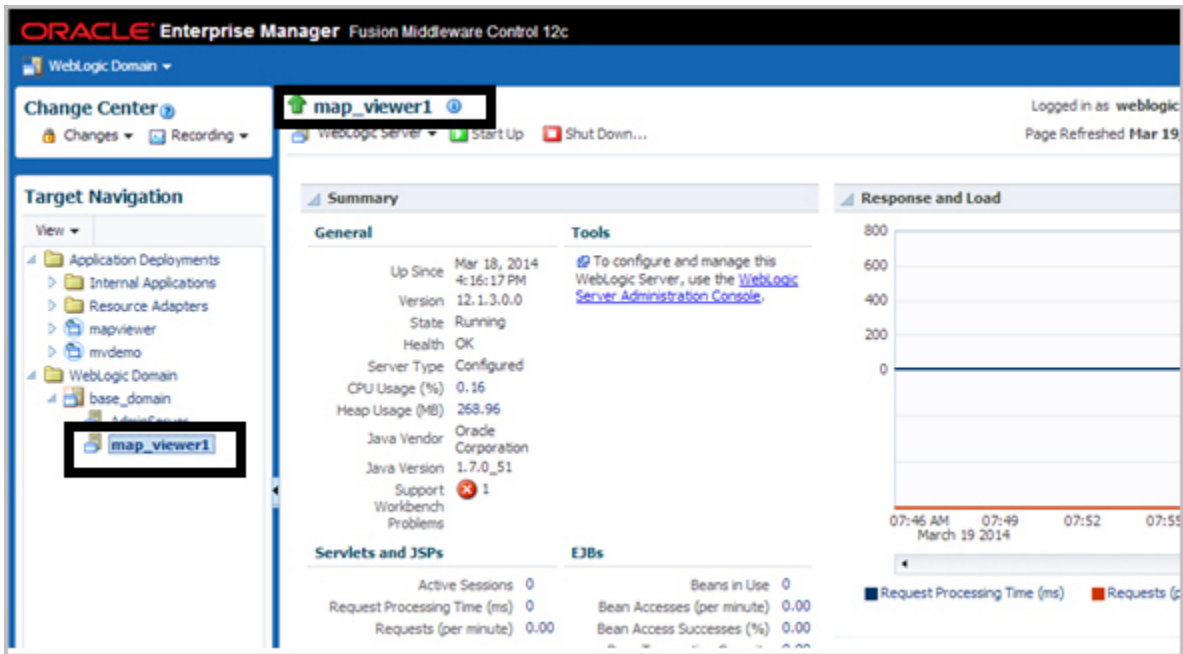 ORACLE Enterprise Manager Fusion Middleware Control 12c
WebLogic Domain
Change Center
Changes Recording
map_viewer1
WebLogic Server Start Up Shut Down...
Logged in as weblogic
Page Refreshed Mar 19,
Target Navigation
View
Application Deployments
Internal Applications
Resource Adapters
mapviewer
mvdemo
WebLogic Domain
base_domain
AdminServer
map_viewer1
Summary
General
Up Since Mar 18, 2014
4:16:17 PM
Version 12.1.3.0.0
State Running
Health OK
Server Type Configured
CPU Usage (%) 0.16
Heap Usage (MB) 268.96
Java Vendor Oracle
Corporation
Java Version 1.7.0_51
Support 1
Workbench
Problems
Tools
To configure and manage this
WebLogic Server, use the WebLogic
Server Administration Console.
Servlets and JSPs
Active Sessions 0
Request Processing Time (ms) 0
Requests (per minute) 0.00
EJBs
Beans in Use 0
Bean Accesses (per minute) 0.00
Bean Access Successes (%) 0.00
Response and Load
800
600
400
200
0
07:46 AM 07:49 07:52 07:55
March 19 2014
Request Processing Time (ms) Requests (p